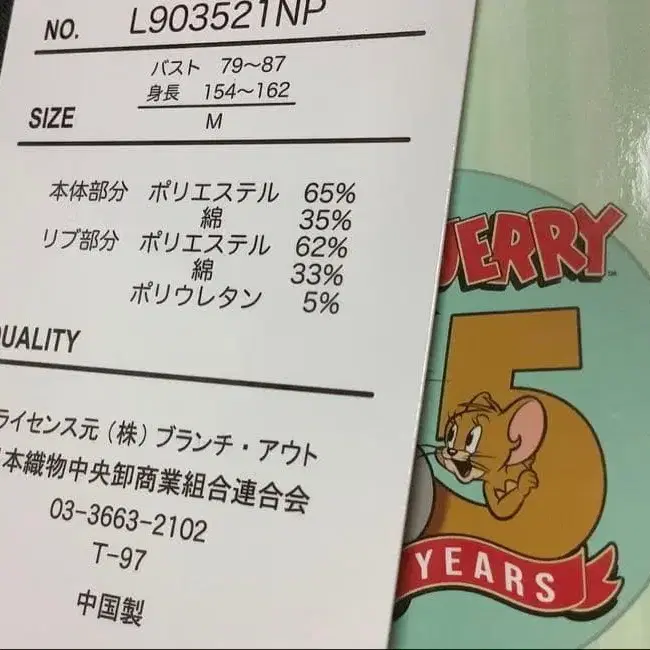 NO. L903521NP
バスト 79〜87
身長 154〜162
SIZE M
本体部分 ポリエステル 65%
綿 35%
リブ部分 ポリエステル 62%
綿 33%
ポリウレタン 5%
UALITY
ライセンス元(株)ブランチ・アウト
本織物中央卸商業組合連合会
03-3663-2102
T-97
中国製
JERRY
5
YEARS